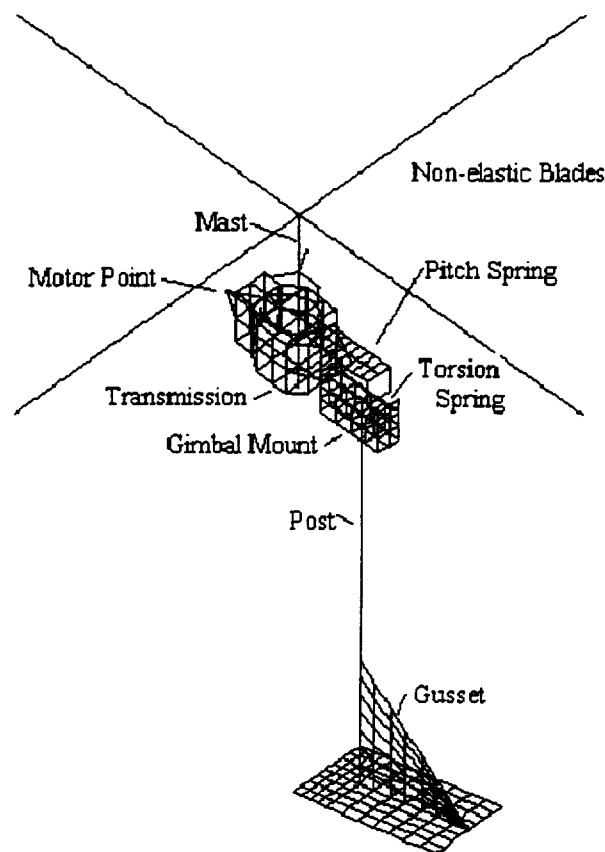 Non-elastic Blades
Mast
Pitch Spring
Motor Point
Torsion
Spring
Transmission
Gimbal Mount
Post
Gusset